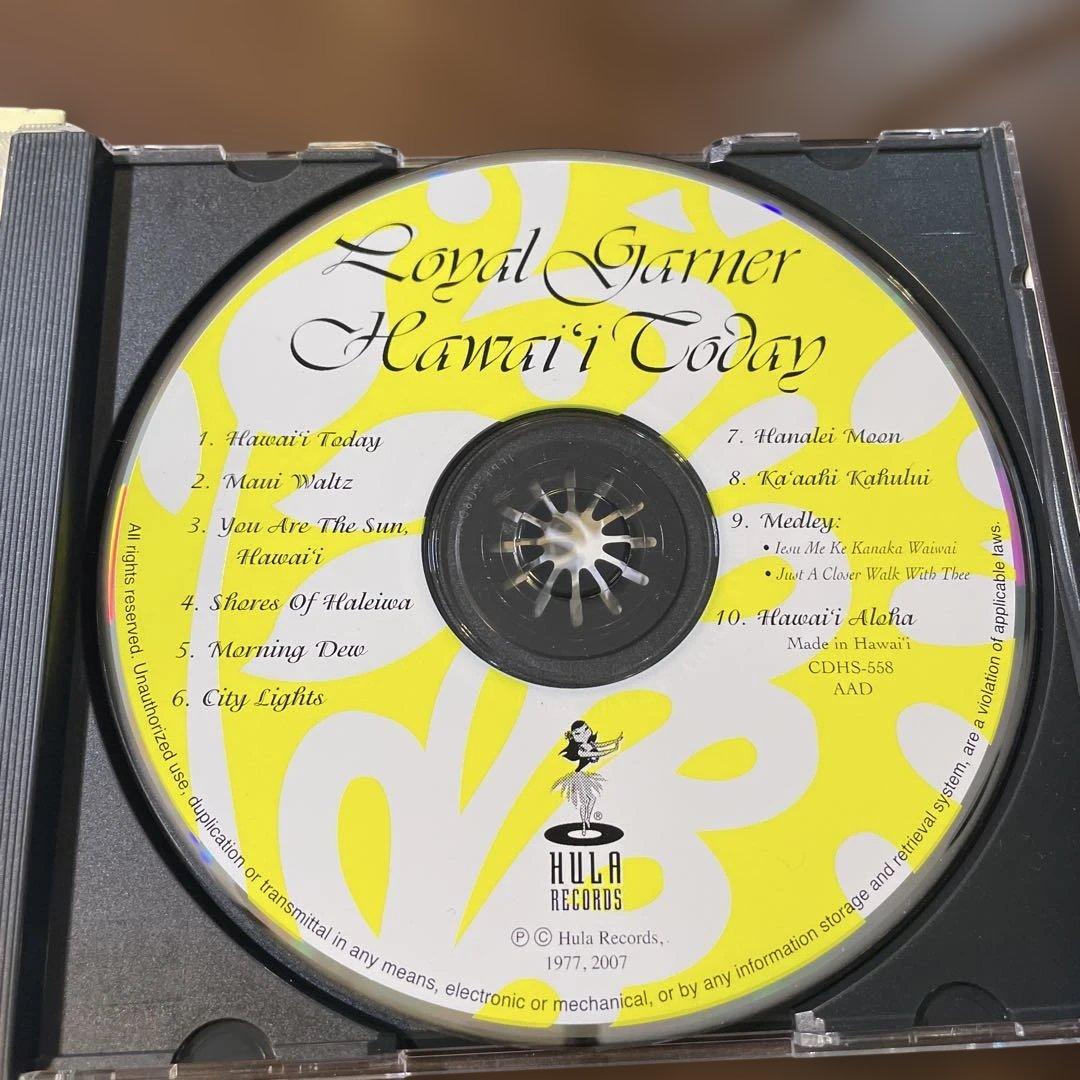 Loyal Garner
Hawai‘i Today
1. Hawai‘i Today
2. Maui Waltz
3. You Are The Sun,
Hawai‘i
4. Shores Of Haleiwa
5. Morning Dew
6. City Lights
7. Hanalei Moon
8. Ka‘aahi Kahului
9. Medley:
• Iesu Me Ke Kanaka Waiwai
• Just A Closer Walk With Thee
10. Hawai‘i Aloha
Made in Hawai‘i
CDHS-558
AAD
®
HULA
RECORDS
Ⓟ © Hula Records,
1977, 2007
All rights reserved. Unauthorized use, duplication or transmittal in any means, electronic or mechanical, or by any information storage and retrieval system, are a violation of applicable laws.